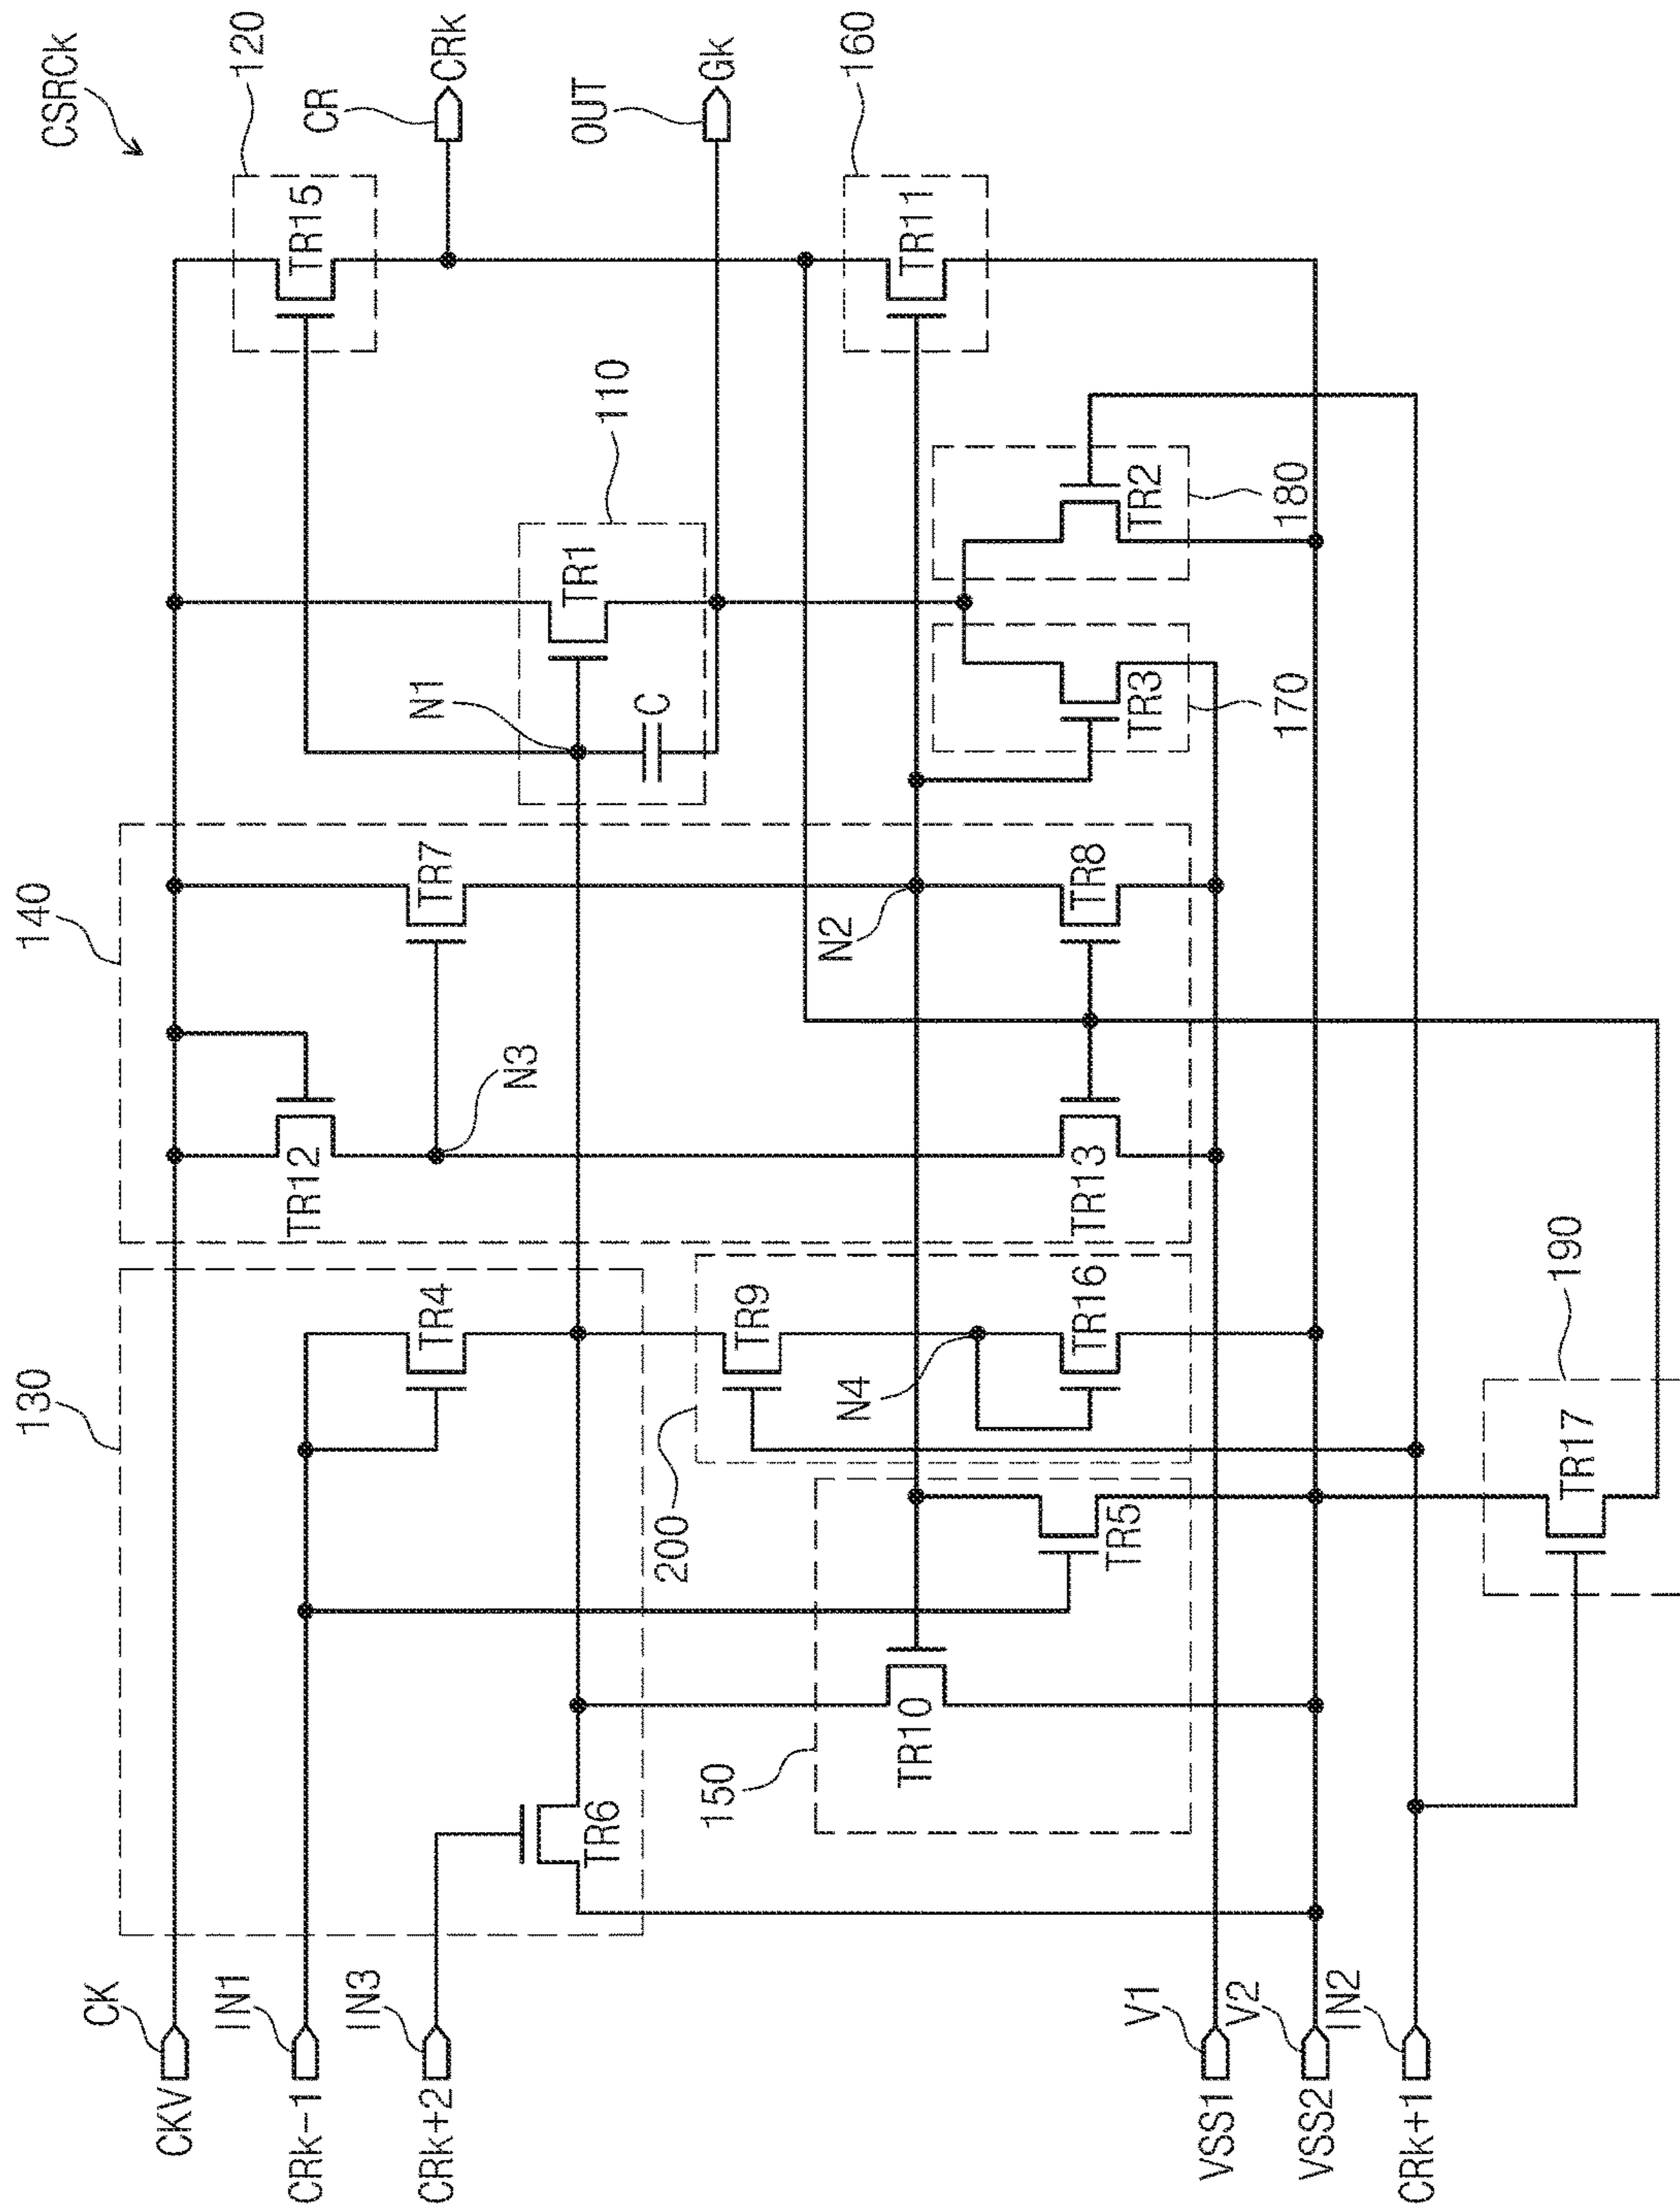 CSRCk
120
CR
CRk
OUT
Gk
160
TR15
TR11
110
TR1
N1
C
TR2
180
TR3
170
140
TR7
N2
TR8
N3
TR12
TR13
130
TR4
200
TR9
N4
TR16
190
TR17
TR5
150
TR10
TR6
CK
CKV
IN1
CRk-1
IN3
CRk+2
V1
VSS1
V2
VSS2
IN2
CRk+1